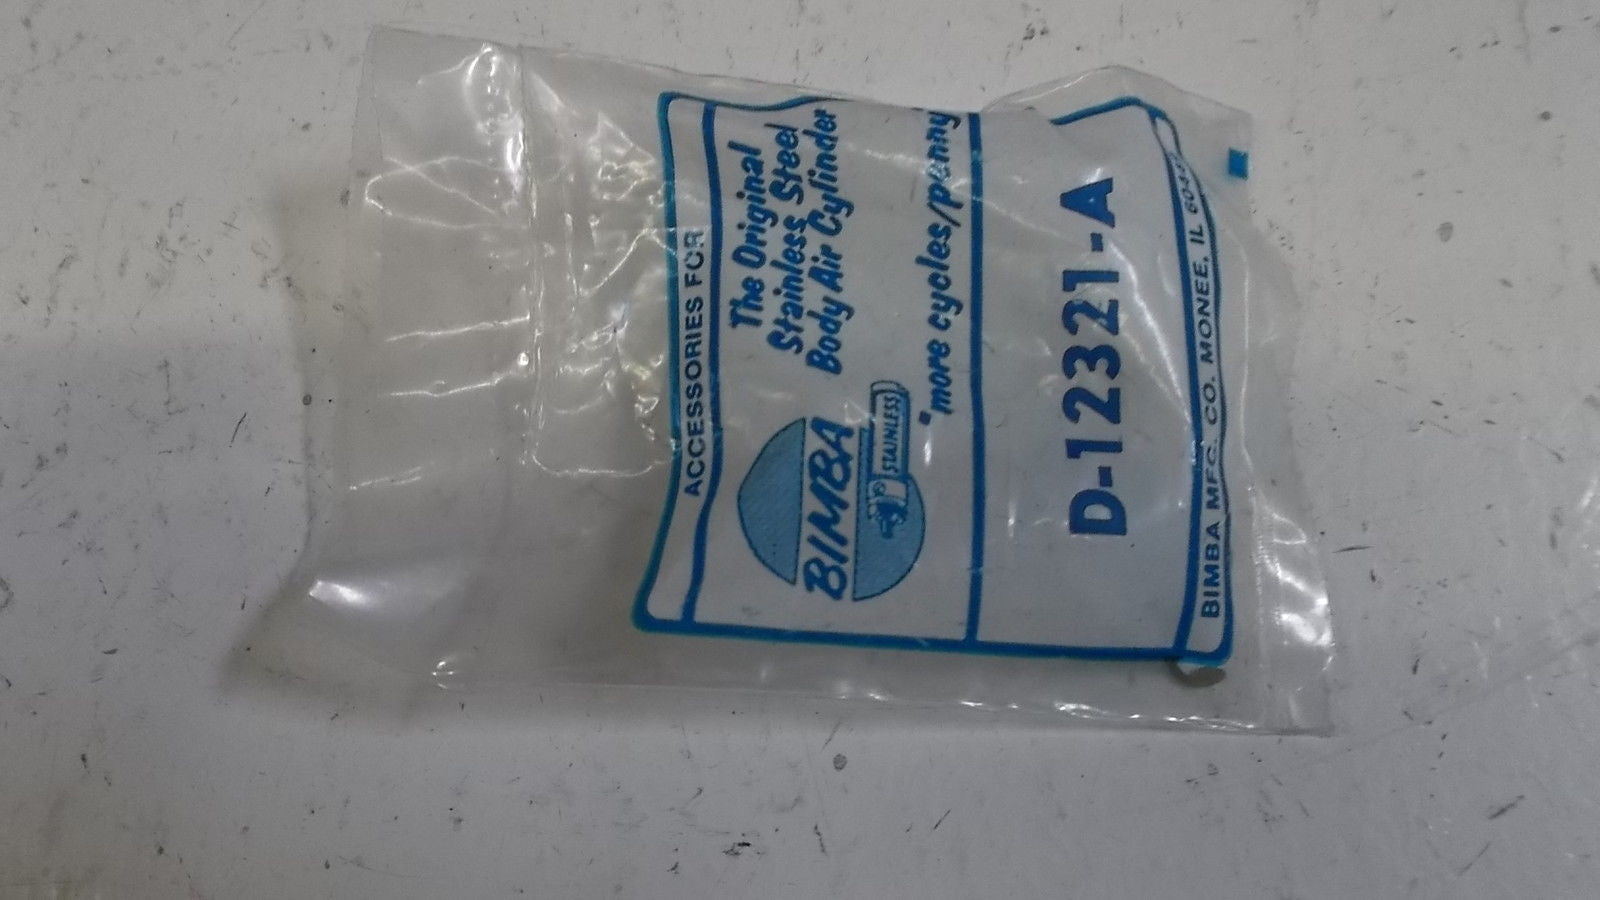 ACCESSORIES FOR
The Original
Stainless Steel
Body Air Cylinder
BIMBA
STAINLESS
"more cycles/penny
D-12321-A
BIMBA MFG. CO. MONEE, IL